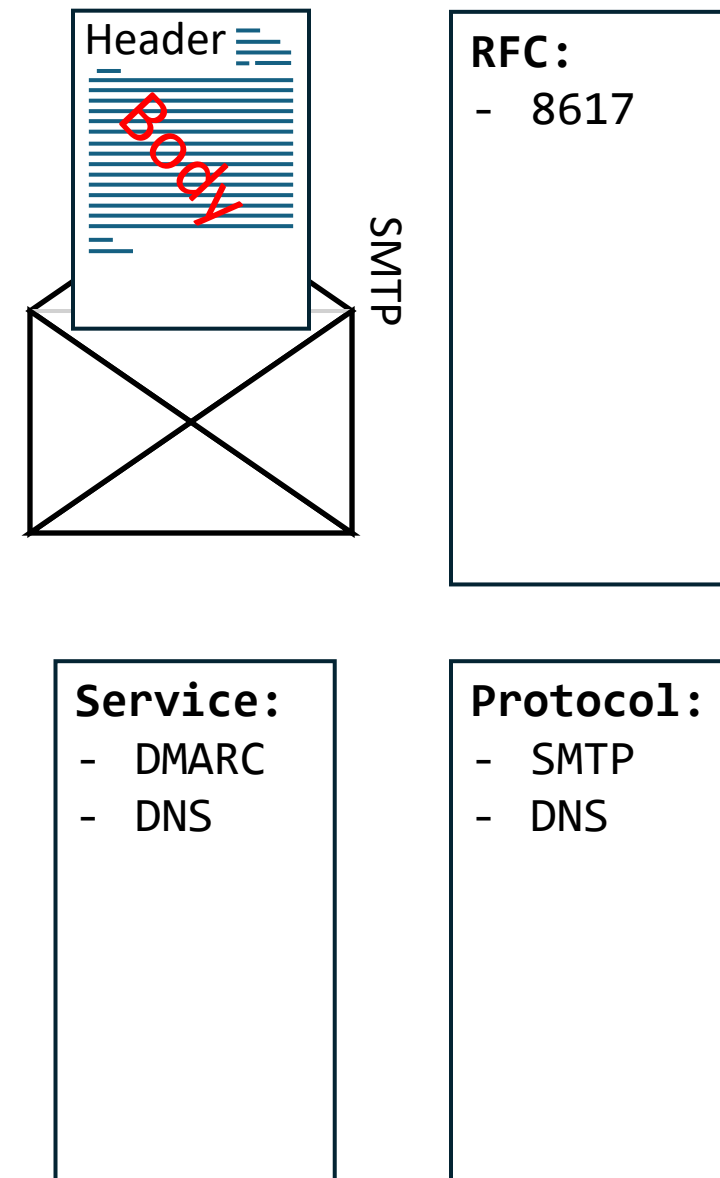 Header
Body
SMTP
RFC:
- 8617
Service:
- DMARC
- DNS
Protocol:
- SMTP
- DNS